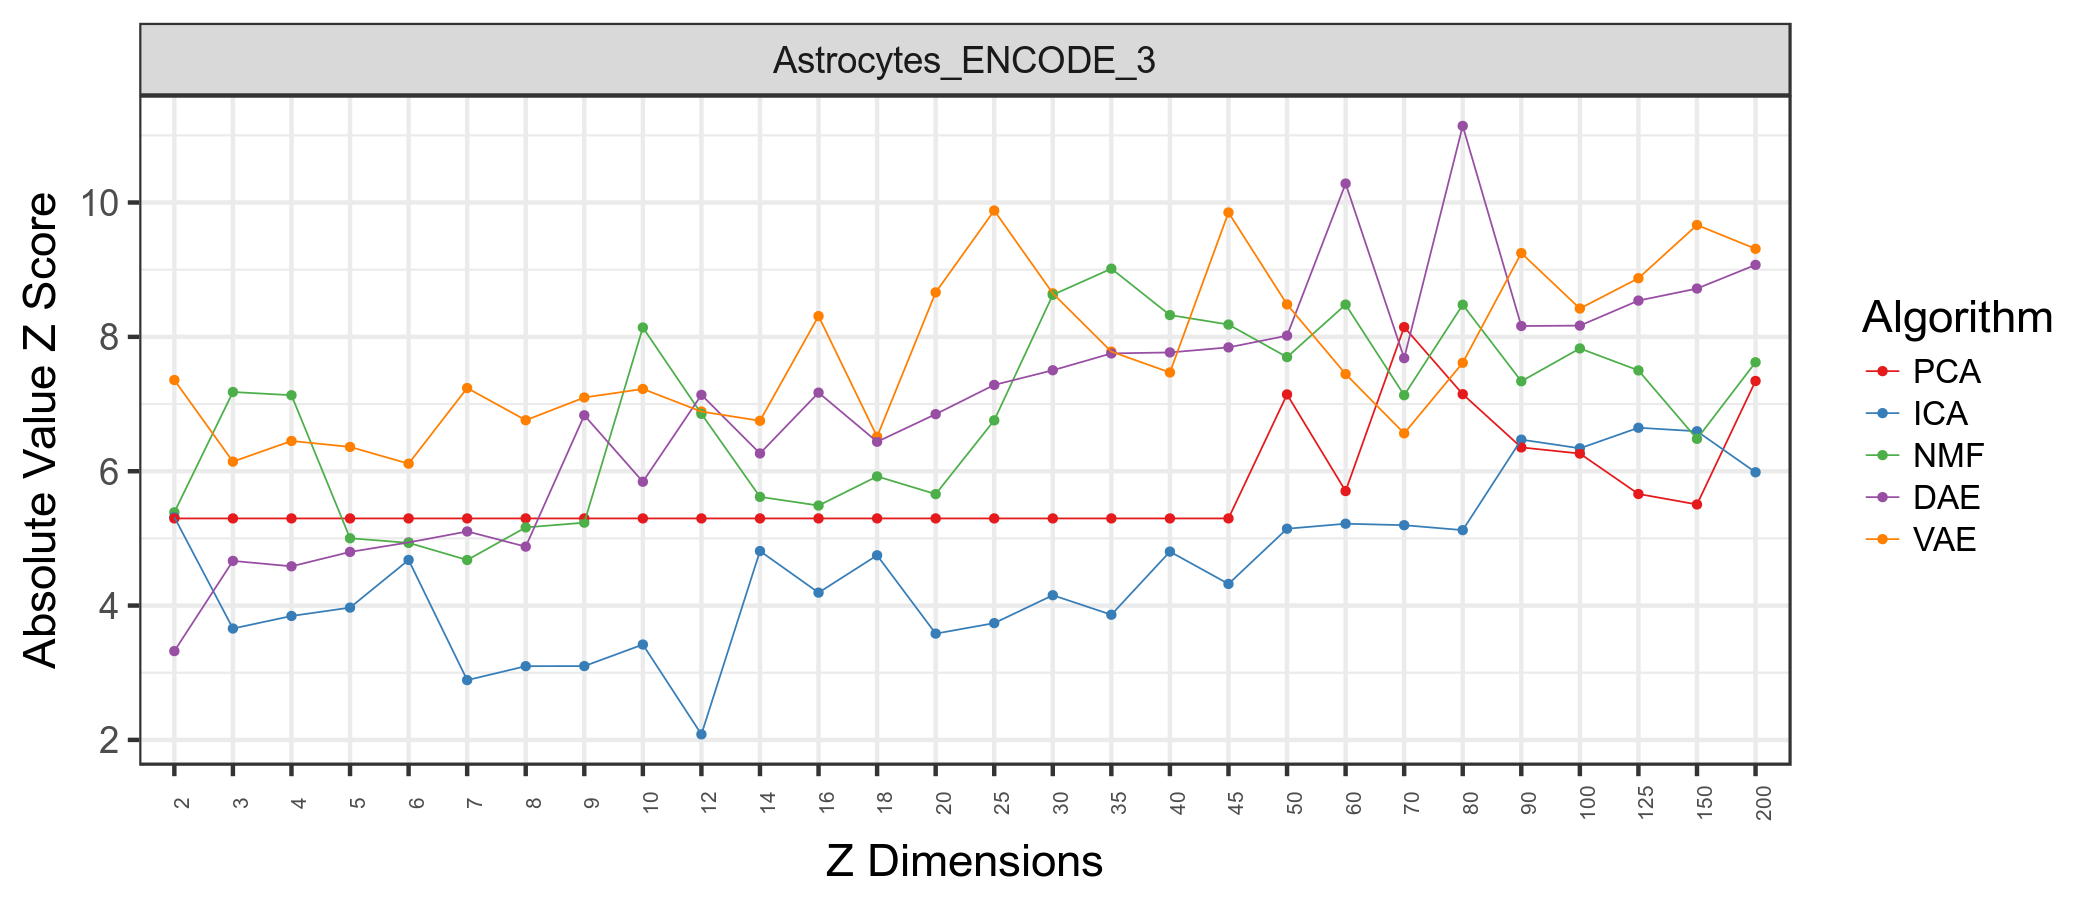 Astrocytes_ENCODE_3
Absolute Value Z Score
10
8
6
4
2
2 3 4 5 6 7 8 9 10 12 14 16 18 20 25 30 35 40 45 50 60 70 80 90 100 125 150 200
Z Dimensions
Algorithm
PCA
ICA
NMF
DAE
VAE